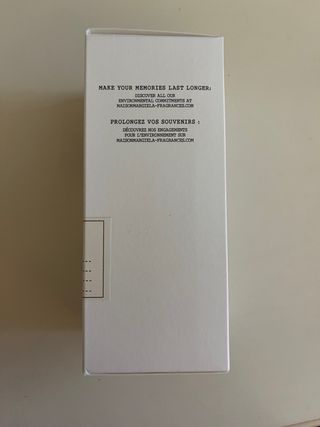 MAKE YOUR MEMORIES LAST LONGER:
DISCOVER ALL OUR
ENVIRONMENTAL COMMITMENTS AT
MAISONMARGIELA-FRAGRANCES.COM
PROLONGEZ VOS SOUVENIRS :
DÉCOUVREZ NOS ENGAGEMENTS
POUR L'ENVIRONNEMENT SUR
MAISONMARGIELA-FRAGRANCES.COM